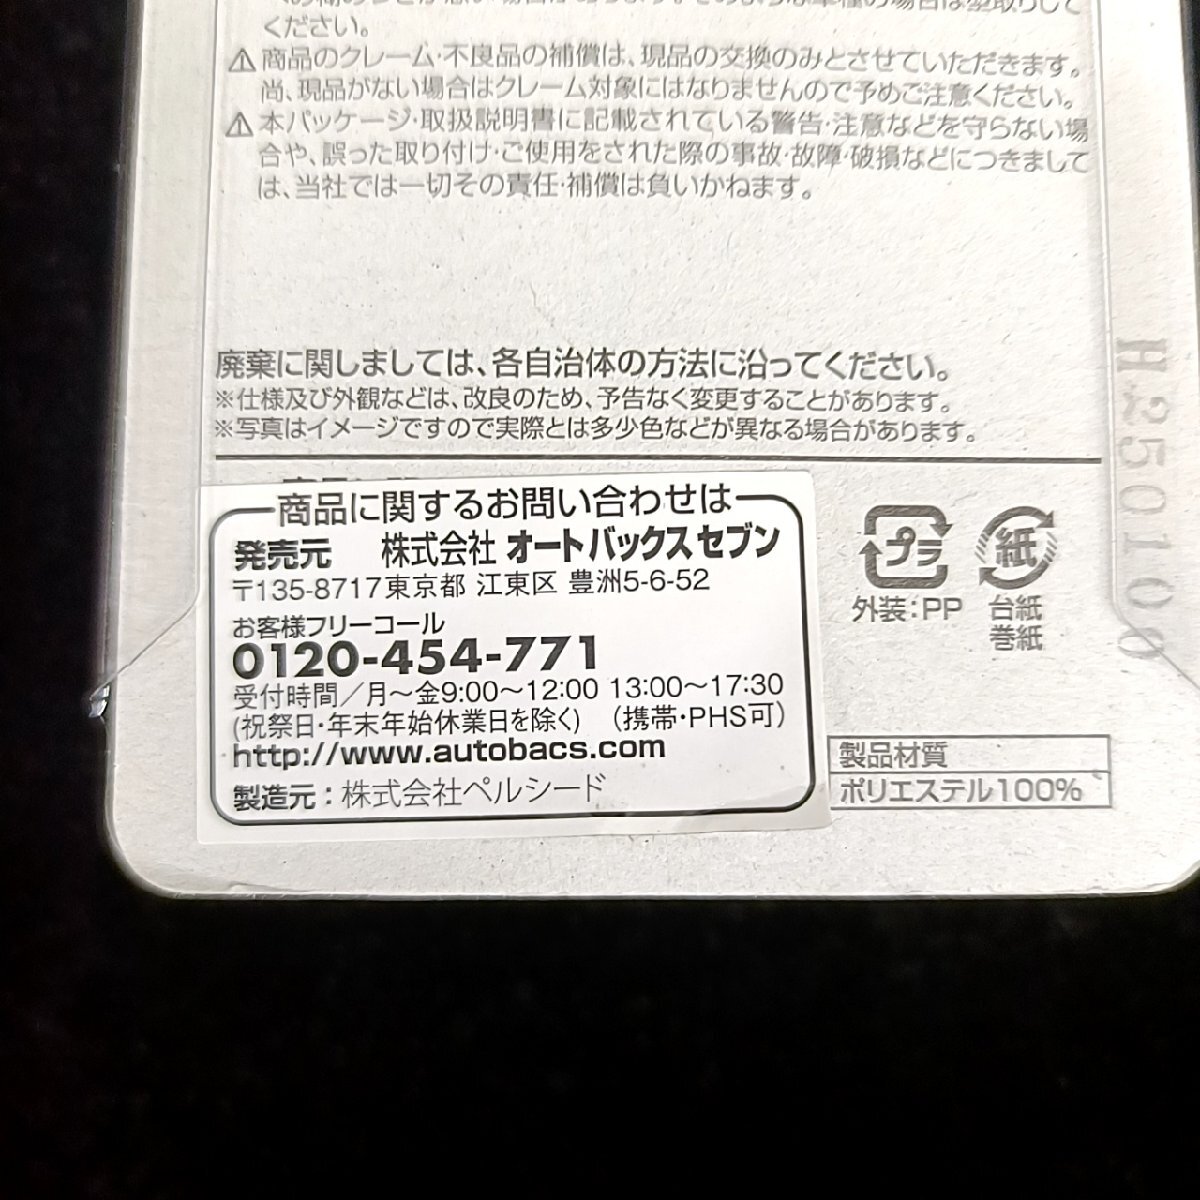 ください。
⚠商品のクレーム・不良品の補償は、現品の交換のみとさせていただきます。
尚、現品がない場合はクレーム対象にはなりませんので予めご注意ください。
⚠本パッケージ・取扱説明書に記載されている警告・注意などを守らない場
合や、誤った取り付け・ご使用をされた際の事故・故障・破損などにつきまして
は、当社では一切その責任・補償は負いかねます。
廃棄に関しましては、各自治体の方法に沿ってください。
※仕様及び外観などは、改良のため、予告なく変更することがあります。
※写真はイメージですので実際とは多少色などが異なる場合があります。
商品に関するお問い合わせは
発売元 株式会社 オートバックスセブン
〒135-8717 東京都 江東区 豊洲5-6-52
お客様フリーコール
0120-454-771
受付時間／月～金9:00～12:00 13:00～17:30
(祝祭日・年末年始休業日を除く) (携帯・PHS可)
http://www.autobacs.com
製造元：株式会社ペルシード
プラ
外装：PP
紙
台紙
巻紙
製品材質
ポリエステル100%
H250100